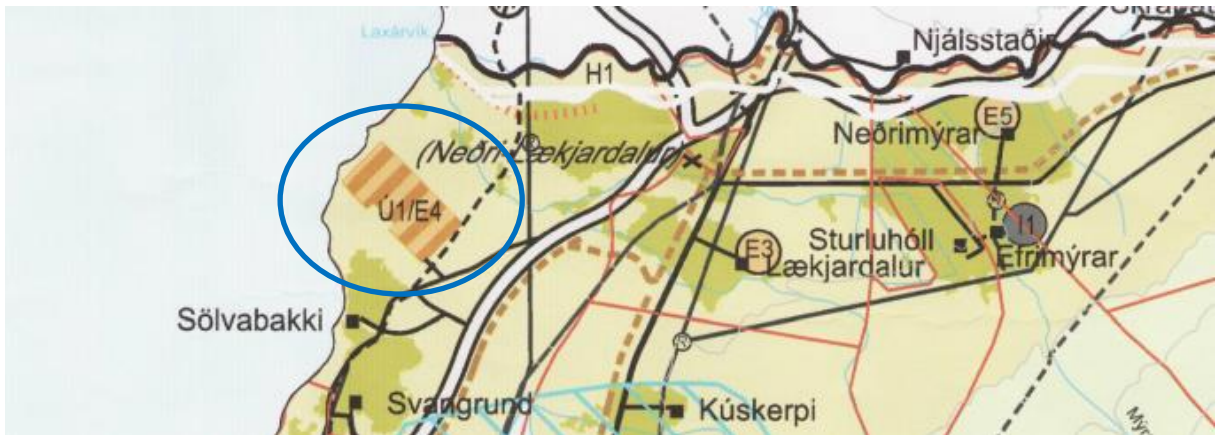 Laxárvík
Njálsstaðir
H1
E5
Neðrimýrar
(Neðri-Lækjardalur)
Ú1/E4
I1
Sturluhóll
E3
Efrimýrar
Lækjardalur
Sölvabakki
Svangrund
Kúskerpi